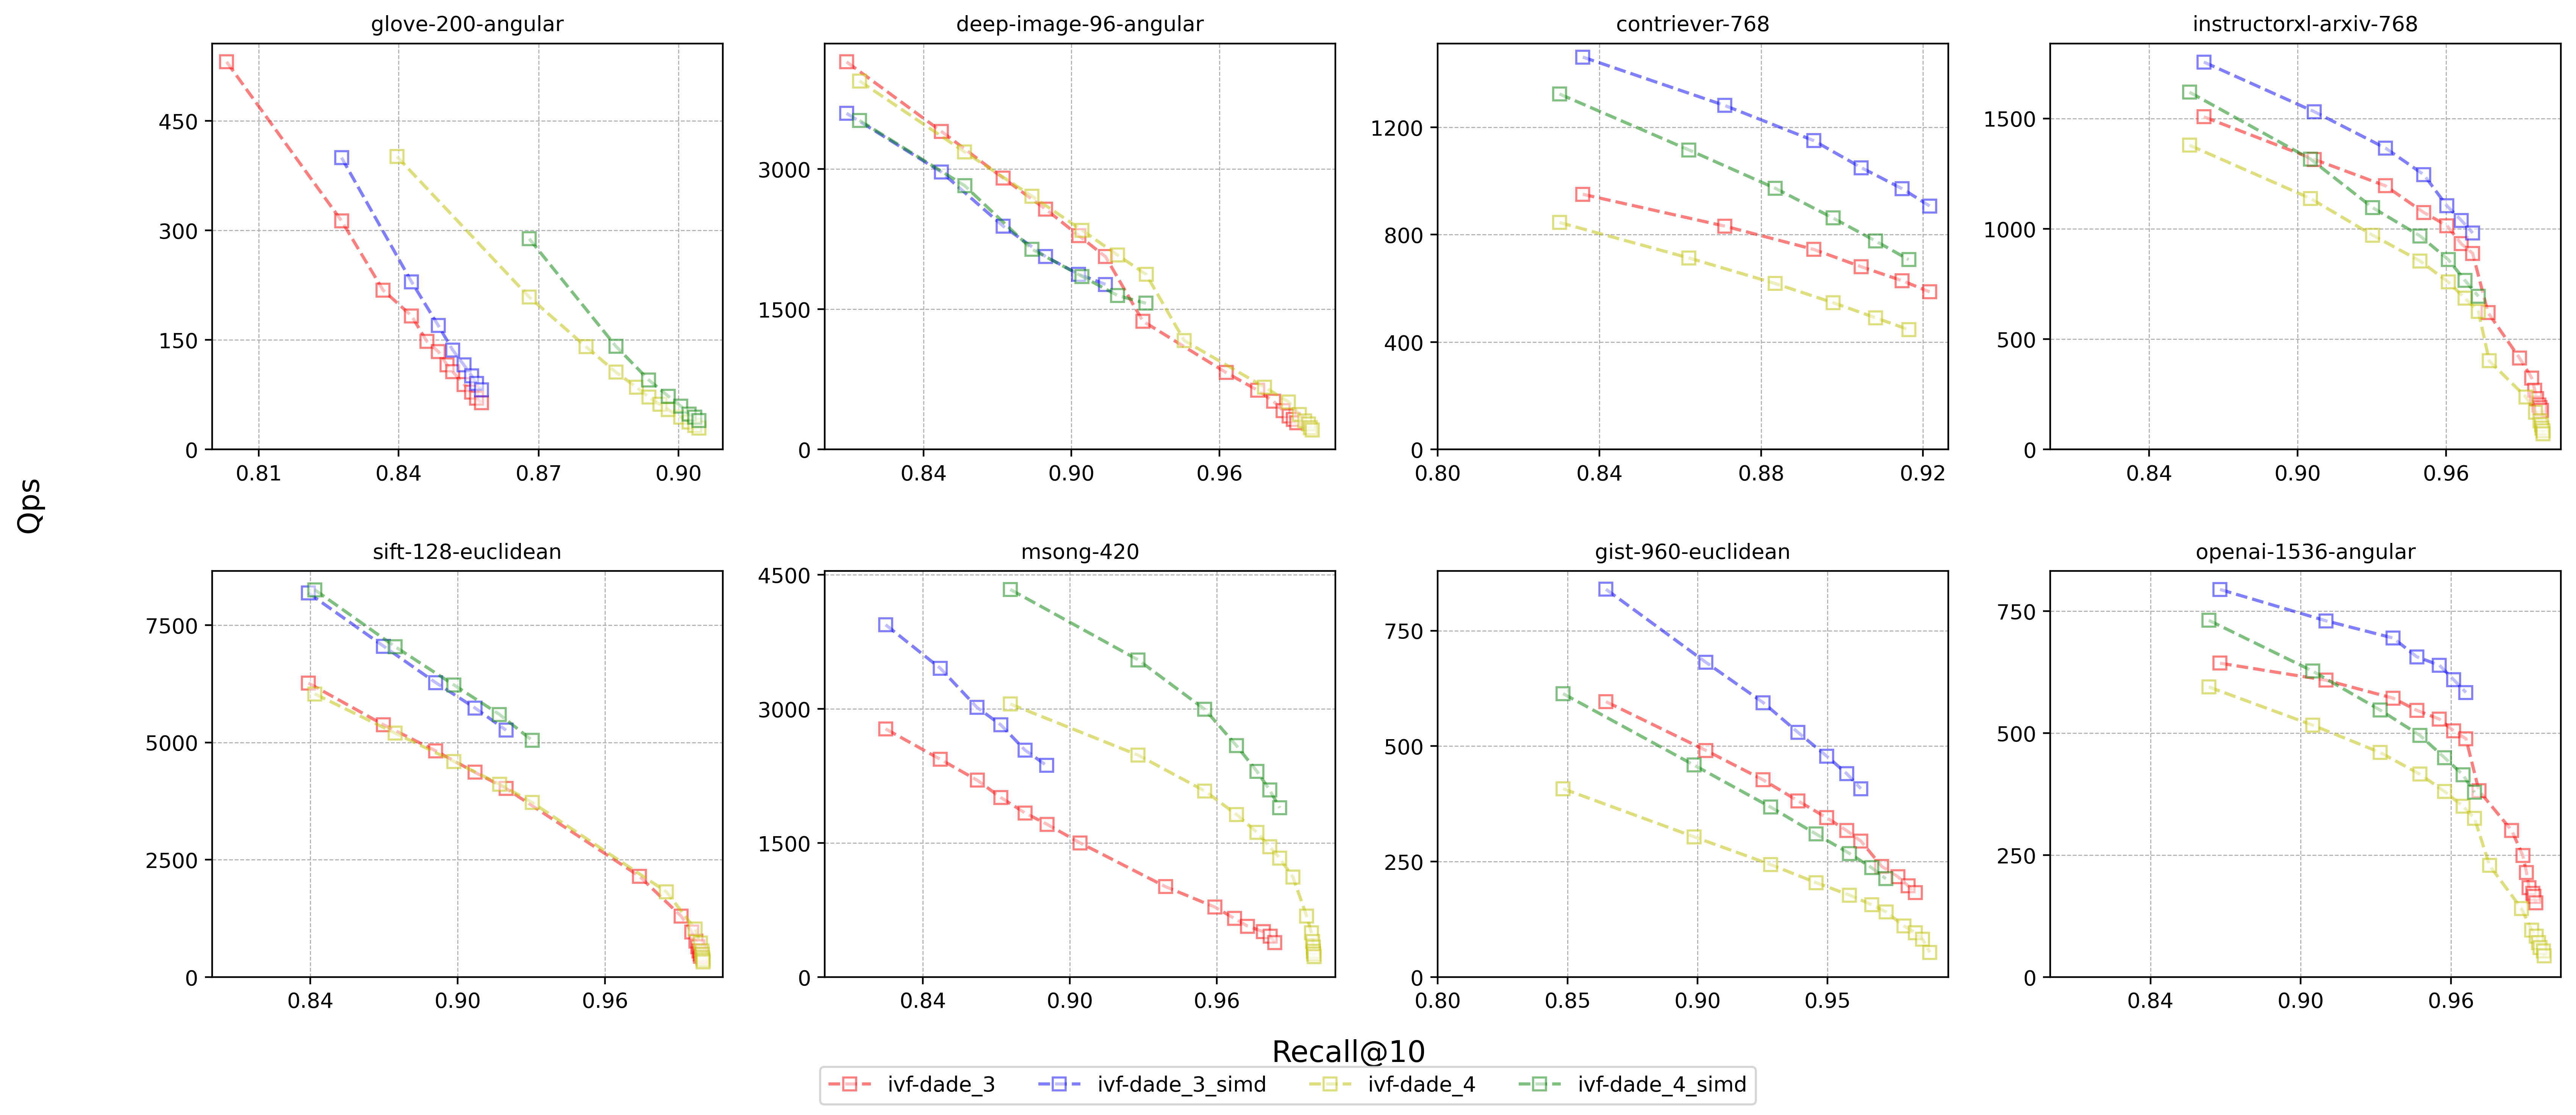 glove-200-angular
deep-image-96-angular
contriever-768
instructorxl-arxiv-768
450
300
150
0
0.81 0.84 0.87 0.90
3000
1500
0
0.84 0.90 0.96
1200
800
400
0
0.80 0.84 0.88 0.92
1500
1000
500
0
0.84 0.90 0.96
Qps
sift-128-euclidean
msong-420
gist-960-euclidean
openai-1536-angular
7500
5000
2500
0
0.84 0.90 0.96
4500
3000
1500
0
0.84 0.90 0.96
750
500
250
0
0.80 0.85 0.90 0.95
750
500
250
0
0.84 0.90 0.96
Recall@10
ivf-dade_3 ivf-dade_3_simd ivf-dade_4 ivf-dade_4_simd